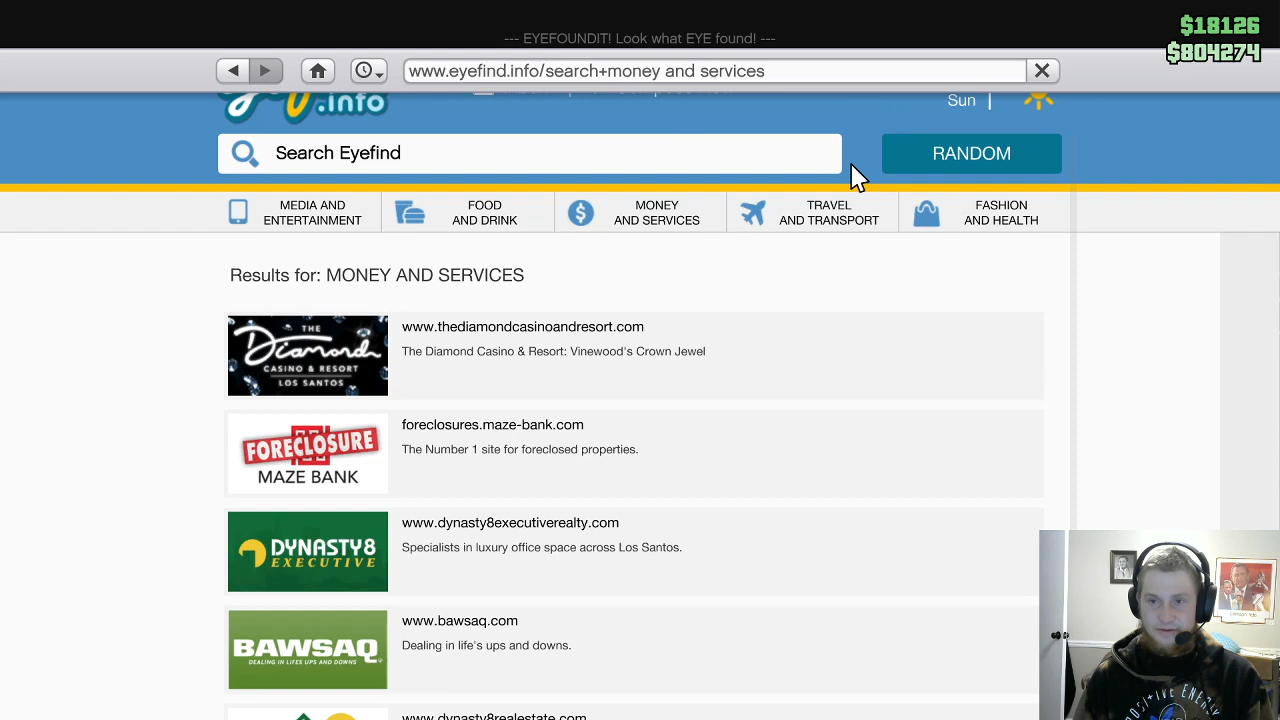 --- EYEFOUNDIT! Look what EYE found! ---
$18126
$804274
www.eyefind.info/search+money and services
.info
Sun |
Search Eyefind
RANDOM
MEDIA AND
ENTERTAINMENT
FOOD
AND DRINK
MONEY
AND SERVICES
TRAVEL
AND TRANSPORT
FASHION
AND HEALTH
Results for: MONEY AND SERVICES
THE
Diamond
CASINO & RESORT
LOS SANTOS
www.thediamondcasinoandresort.com
The Diamond Casino & Resort: Vinewood's Crown Jewel
FORECLOSURE
MAZE BANK
foreclosures.maze-bank.com
The Number 1 site for foreclosed properties.
DYNASTY8
EXECUTIVE
www.dynasty8executiverealty.com
Specialists in luxury office space across Los Santos.
BAWSAQ
DEALING IN LIFES UPS AND DOWNS
www.bawsaq.com
Dealing in life's ups and downs.
www.dynasty8realestate.com
POSITIVE ENERGY